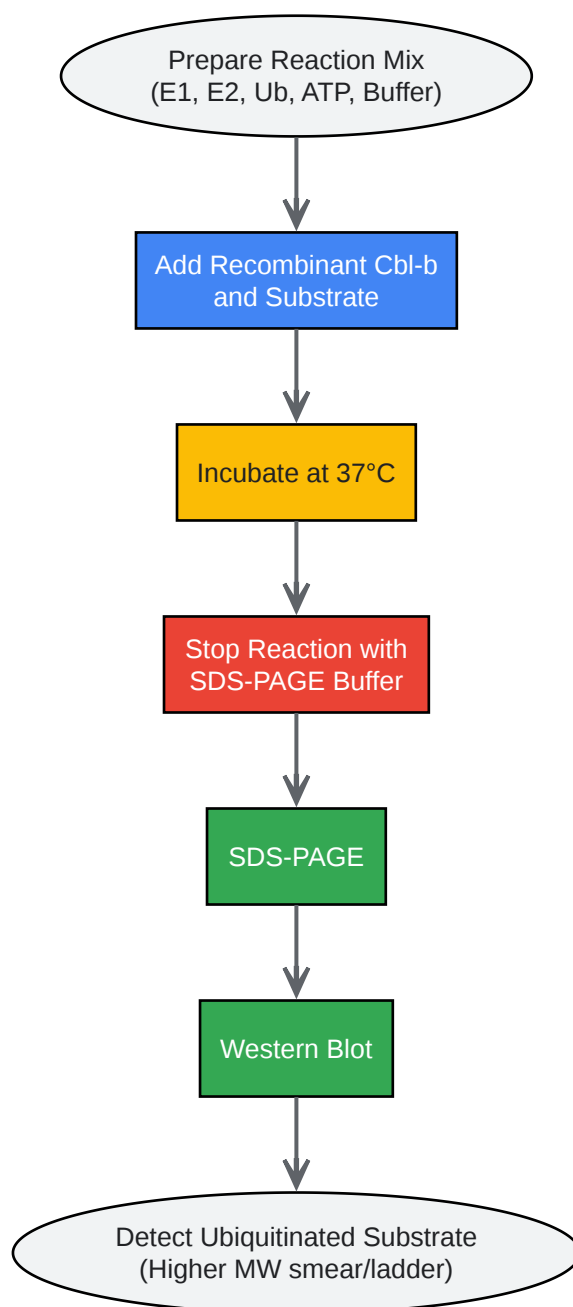 Prepare Reaction Mix
(E1, E2, Ub, ATP, Buffer)
Add Recombinant Cbl-b
and Substrate
Incubate at 37°C
Stop Reaction with
SDS-PAGE Buffer
SDS-PAGE
Western Blot
Detect Ubiquitinated Substrate
(Higher MW smear/ladder)